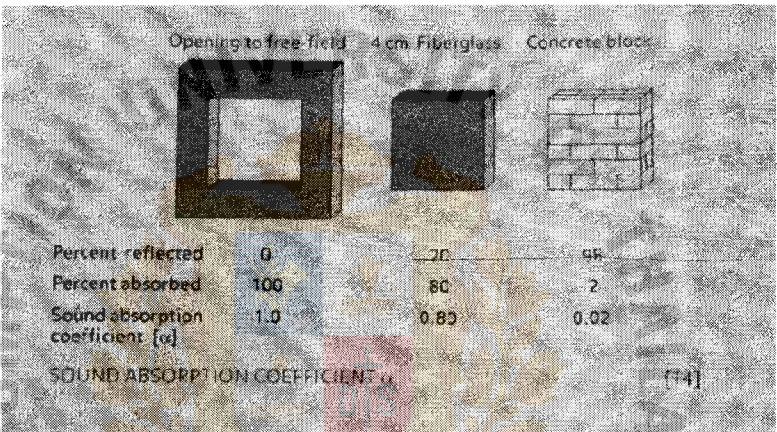 Opening to free field 4 cm Fiberglass Concrete block
Percent reflected 0 20 98
Percent absorbed 100 80 2
Sound absorption 1.0 0.80 0.02
coefficient [α]
SOUND ABSORPTION COEFFICIENT α [14]